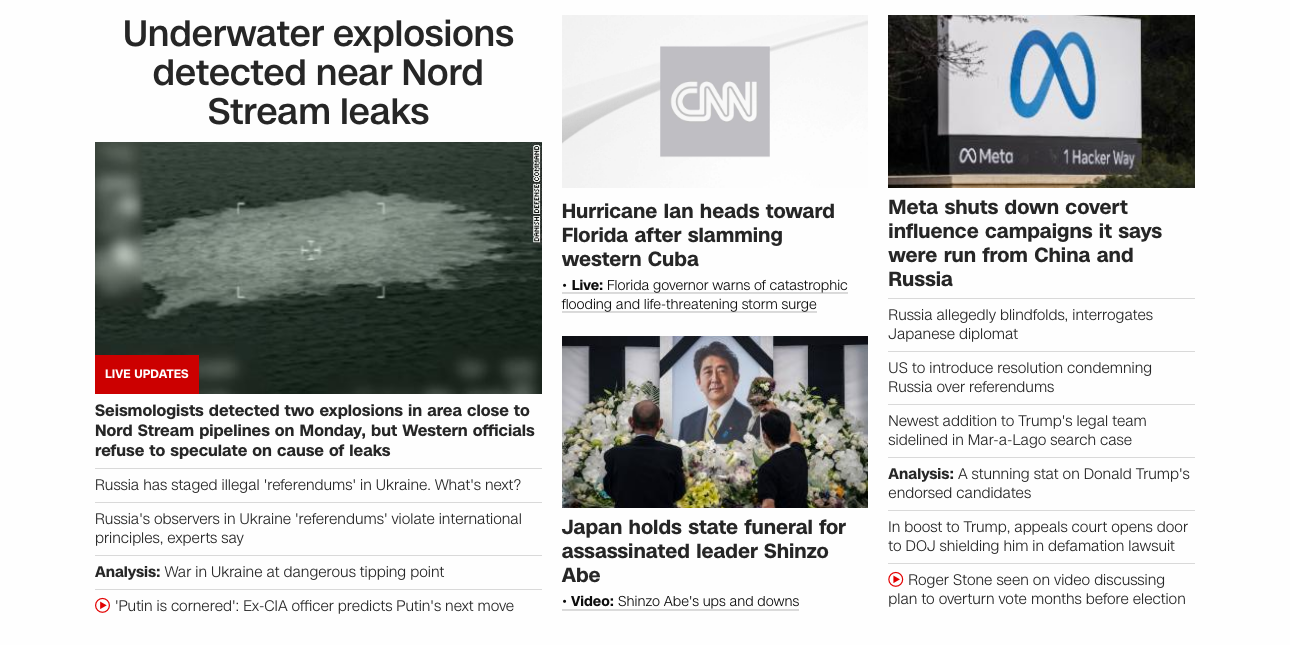 Underwater explosions
detected near Nord
Stream leaks
DANISH DEFENSE COMMAND
LIVE UPDATES
Seismologists detected two explosions in area close to
Nord Stream pipelines on Monday, but Western officials
refuse to speculate on cause of leaks
Russia has staged illegal 'referendums' in Ukraine. What's next?
Russia's observers in Ukraine 'referendums' violate international
principles, experts say
Analysis: War in Ukraine at dangerous tipping point
'Putin is cornered': Ex-CIA officer predicts Putin's next move
CNN
Hurricane Ian heads toward
Florida after slamming
western Cuba
• Live: Florida governor warns of catastrophic
flooding and life-threatening storm surge
Japan holds state funeral for
assassinated leader Shinzo
Abe
• Video: Shinzo Abe's ups and downs
Meta
1 Hacker Way
Meta shuts down covert
influence campaigns it says
were run from China and
Russia
Russia allegedly blindfolds, interrogates
Japanese diplomat
US to introduce resolution condemning
Russia over referendums
Newest addition to Trump's legal team
sidelined in Mar-a-Lago search case
Analysis: A stunning stat on Donald Trump's
endorsed candidates
In boost to Trump, appeals court opens door
to DOJ shielding him in defamation lawsuit
Roger Stone seen on video discussing
plan to overturn vote months before election